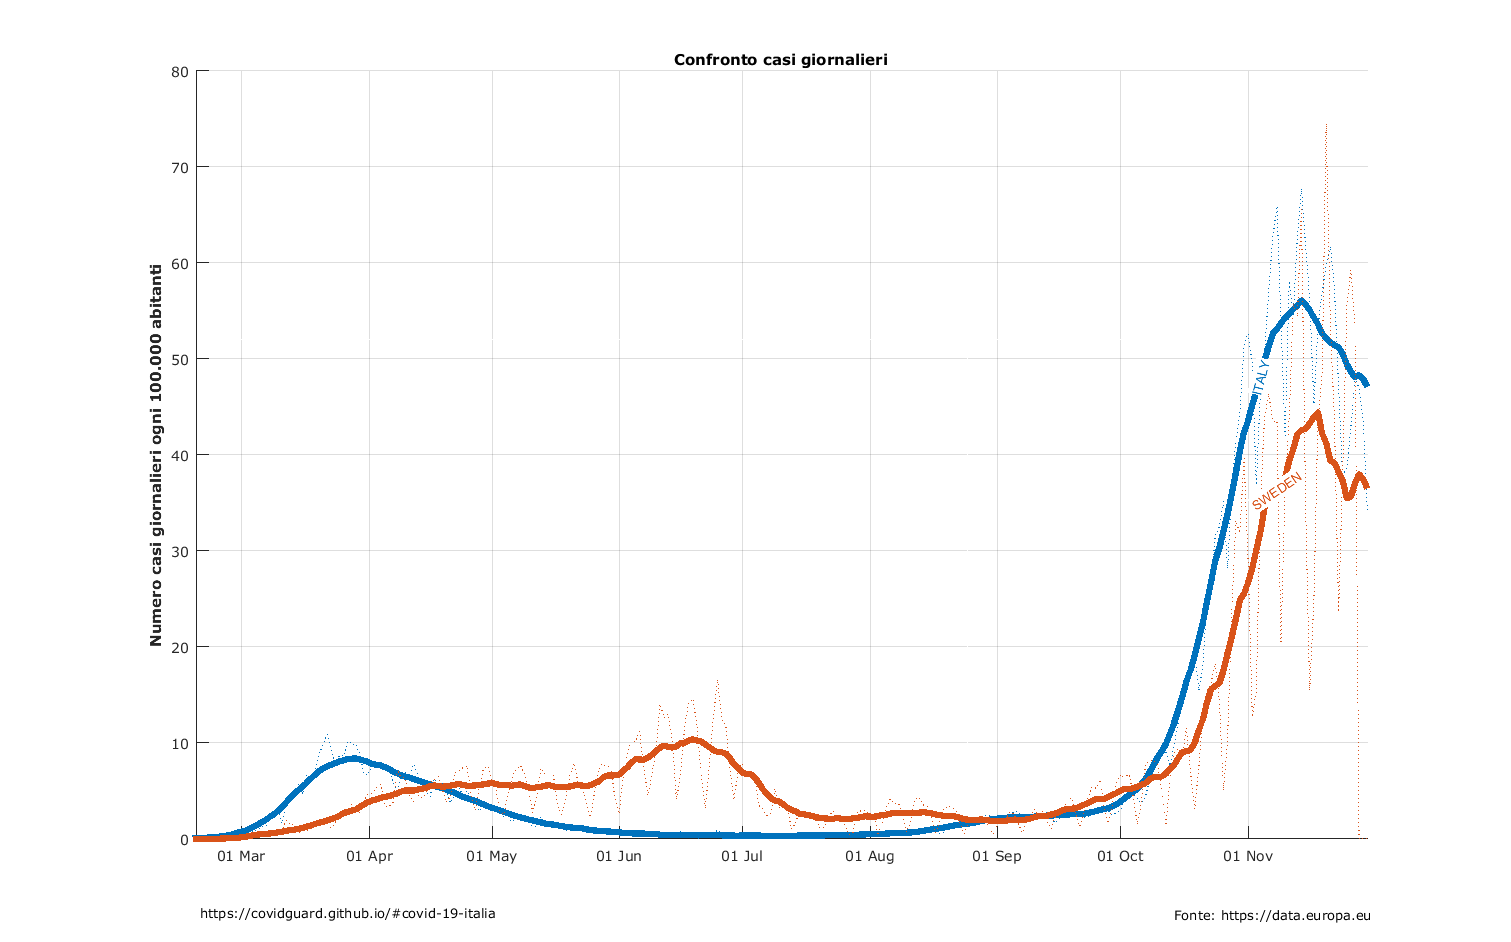 Confronto casi giornalieri
Numero casi giornalieri ogni 100.000 abitanti
80
70
60
50
40
30
20
10
0
ITALY
SWEDEN
01 Mar 01 Apr 01 May 01 Jun 01 Jul 01 Aug 01 Sep 01 Oct 01 Nov
https://covidguard.github.io/#covid-19-italia
Fonte: https://data.europa.eu